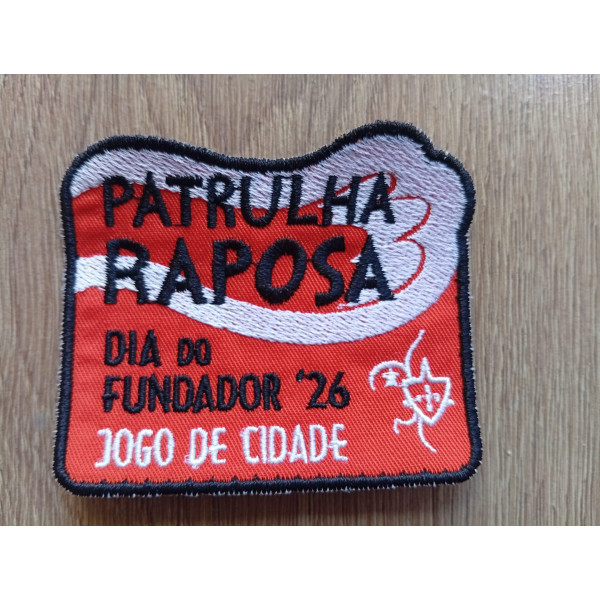 PATRULHA
RAPOSA
DIA DO
FUNDADOR '26
JOGO DE CIDADE